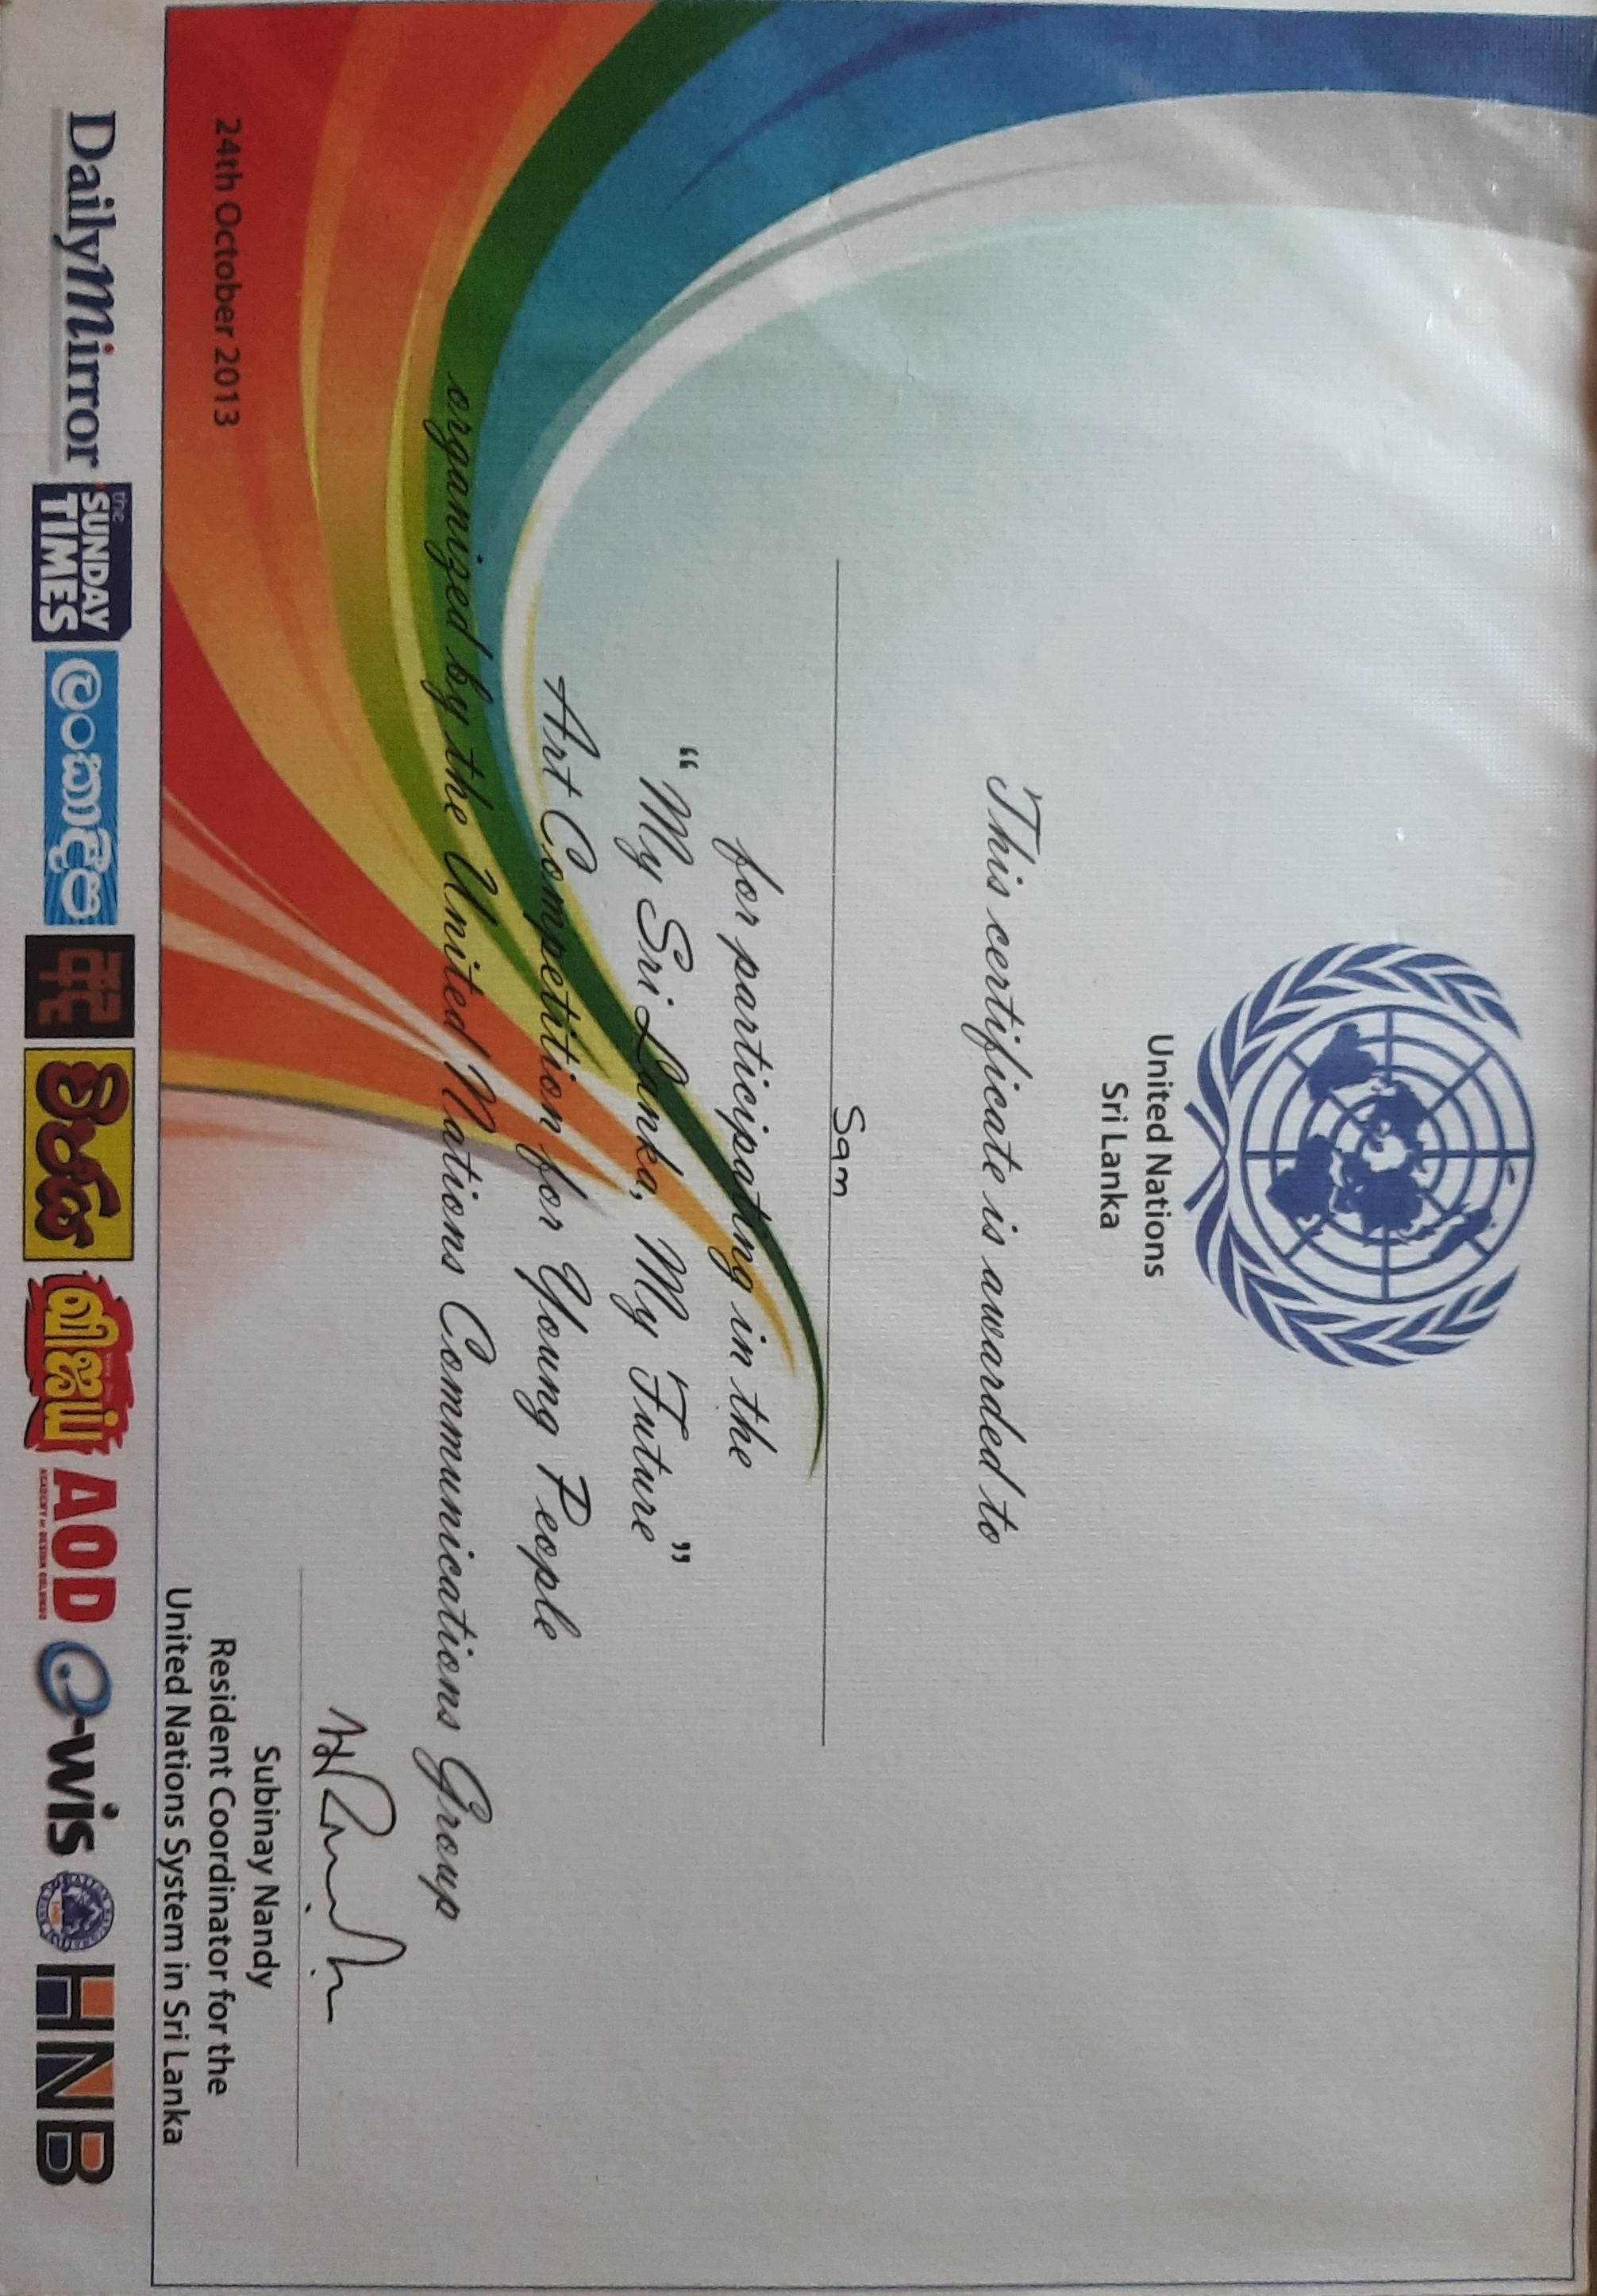 United Nations
Sri Lanka
This certificate is awarded to
Sam
for participating in the
“My Sri Lanka, My Future”
Art Competition for Young People
organized by the United Nations Communications Group
Subinay Nandy
Resident Coordinator for the
United Nations System in Sri Lanka
24th October 2013
DailyMirror
the SUNDAY TIMES
ලංකාදීප
අද
විජය
விஜய்
AOD
ACADEMY OF DESIGN COLOMBO
e-wis
HNB